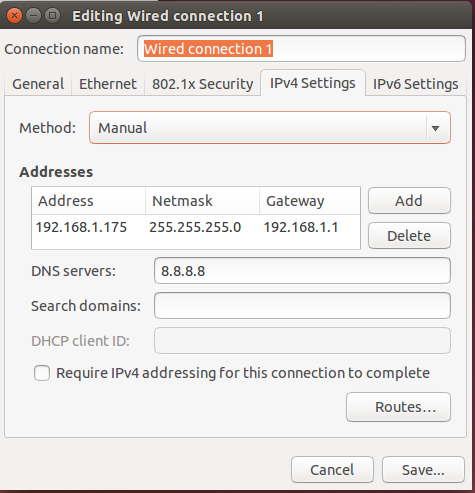 Editing Wired connection 1
Connection name: Wired connection 1
General Ethernet 802.1x Security IPv4 Settings IPv6 Settings
Method: Manual
Addresses
Address Netmask Gateway
192.168.1.175 255.255.255.0 192.168.1.1
Add
Delete
DNS servers: 8.8.8.8
Search domains:
DHCP client ID:
Require IPv4 addressing for this connection to complete
Routes...
Cancel Save...